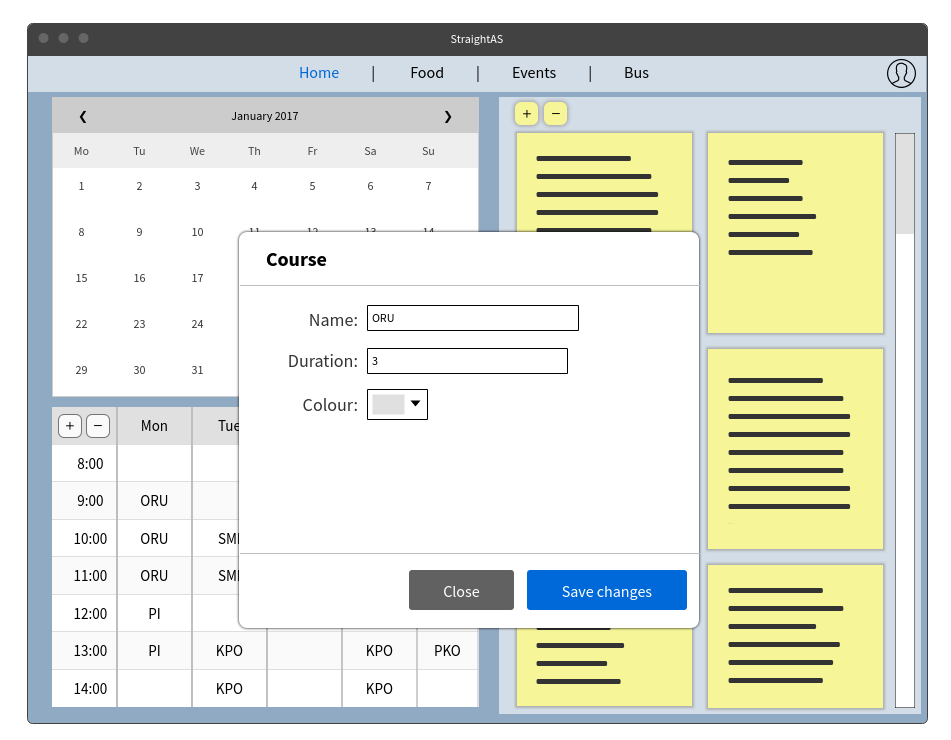 StraightAS
Home | Food | Events | Bus
❮ January 2017 ❯
Mo Tu We Th Fr Sa Su
1 2 3 4 5 6 7
8 9 10 11 12 13 14
15 16 17
22 23 24
29 30 31
+ −
Course
Name: ORU
Duration: 3
Colour:
Close Save changes
+ − Mon Tue
8:00
9:00 ORU
10:00 ORU
11:00 ORU
12:00 PI
13:00 PI KPO KPO PKO
14:00 KPO KPO